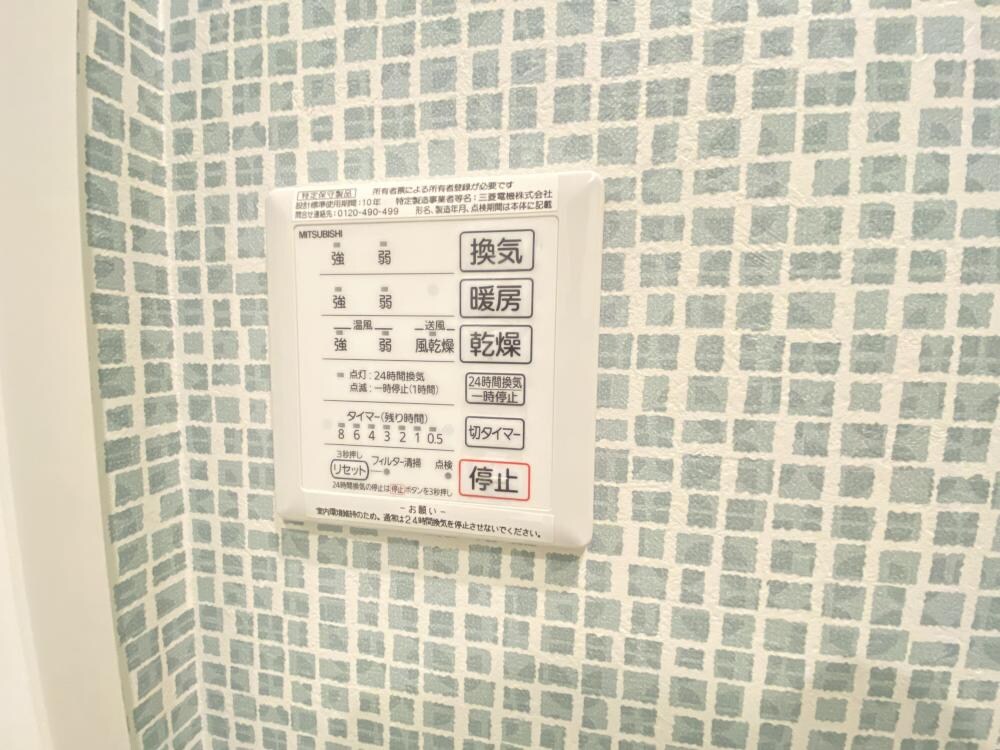 特定保守製品 所有者票による所有者登録が必要です
設計標準使用期間：10年 特定製造事業者等名：三菱電機株式会社
問合せ連絡先：0120-490-499 形名、製造年月、点検期間は本体に記載
MITSUBISHI
強 弱 換気
強 弱 暖房
温風 送風
強 弱 風乾燥 乾燥
点灯：24時間換気
点滅：一時停止(1時間)
24時間換気
一時停止
タイマー(残り時間)
8 6 4 3 2 1 0.5
切タイマー
3秒押し
リセット フィルター清掃 点検
停止
24時間換気の停止は停止ボタンを3秒押し
－お願い－
室内環境維持のため、通常は24時間換気を停止させないでください。